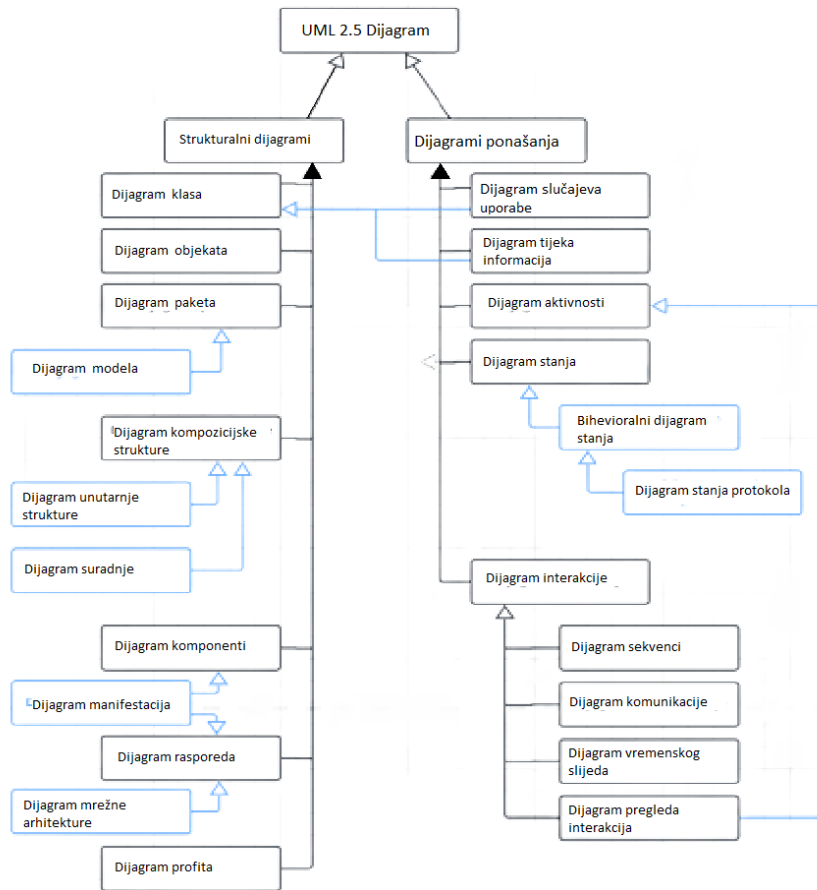 UML 2.5 Dijagram
Strukturalni dijagrami
Dijagram klasa
Dijagram objekata
Dijagram paketa
Dijagram modela
Dijagram kompozicijske
strukture
Dijagram unutarnje
strukture
Dijagram suradnje
Dijagram komponenti
Dijagram manifestacija
Dijagram rasporeda
Dijagram mrežne
arhitekture
Dijagram profita
Dijagrami ponašanja
Dijagram slučajeva
uporabe
Dijagram tijeka
informacija
Dijagram aktivnosti
Dijagram stanja
Bihevioralni dijagram
stanja
Dijagram stanja protokola
Dijagram interakcije
Dijagram sekvenci
Dijagram komunikacije
Dijagram vremenskog
slijeda
Dijagram pregleda
interakcija